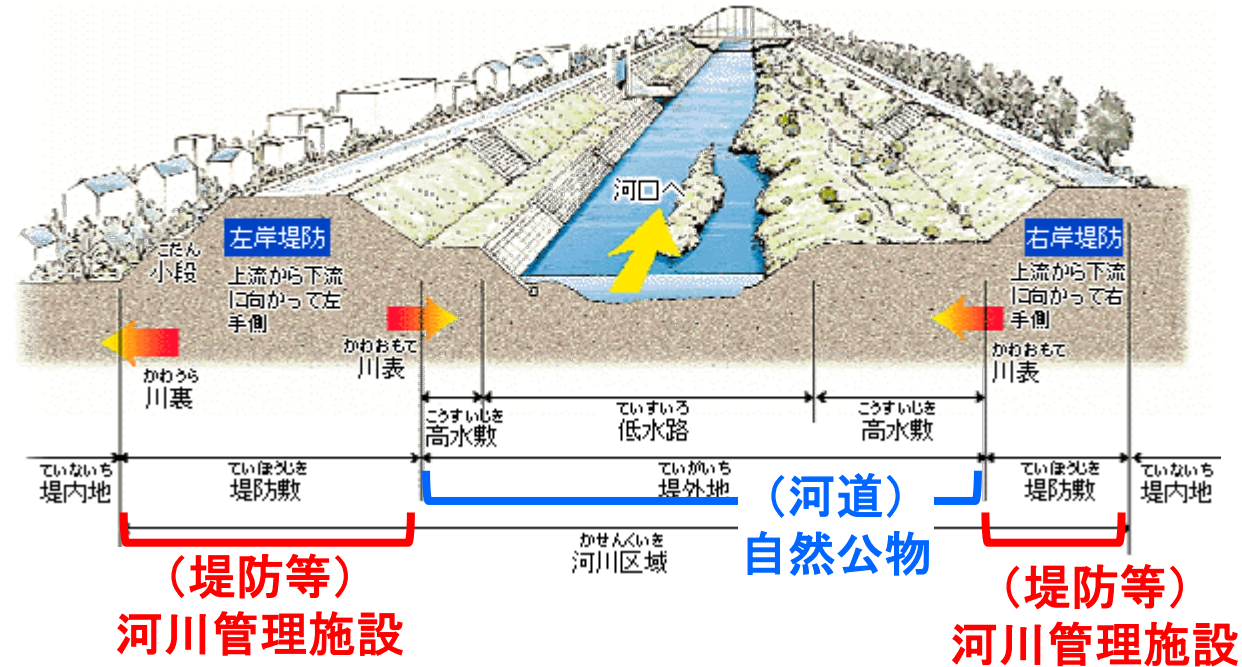 河口へ
左岸堤防
上流から下流
に向かって左
手側
こだん
小段
右岸堤防
上流から下流
に向かって右
手側
かわうら
川裏
かわおもて
川表
かわおもて
川表
こうすいじき
高水敷
ていすいろ
低水路
こうすいじき
高水敷
ていないち
堤内地
ていぼうじき
堤防敷
ていがいち
堤外地
ていぼうじき
堤防敷
ていないち
堤内地
（河道）
自然公物
かせんくいき
河川区域
（堤防等）
河川管理施設
（堤防等）
河川管理施設